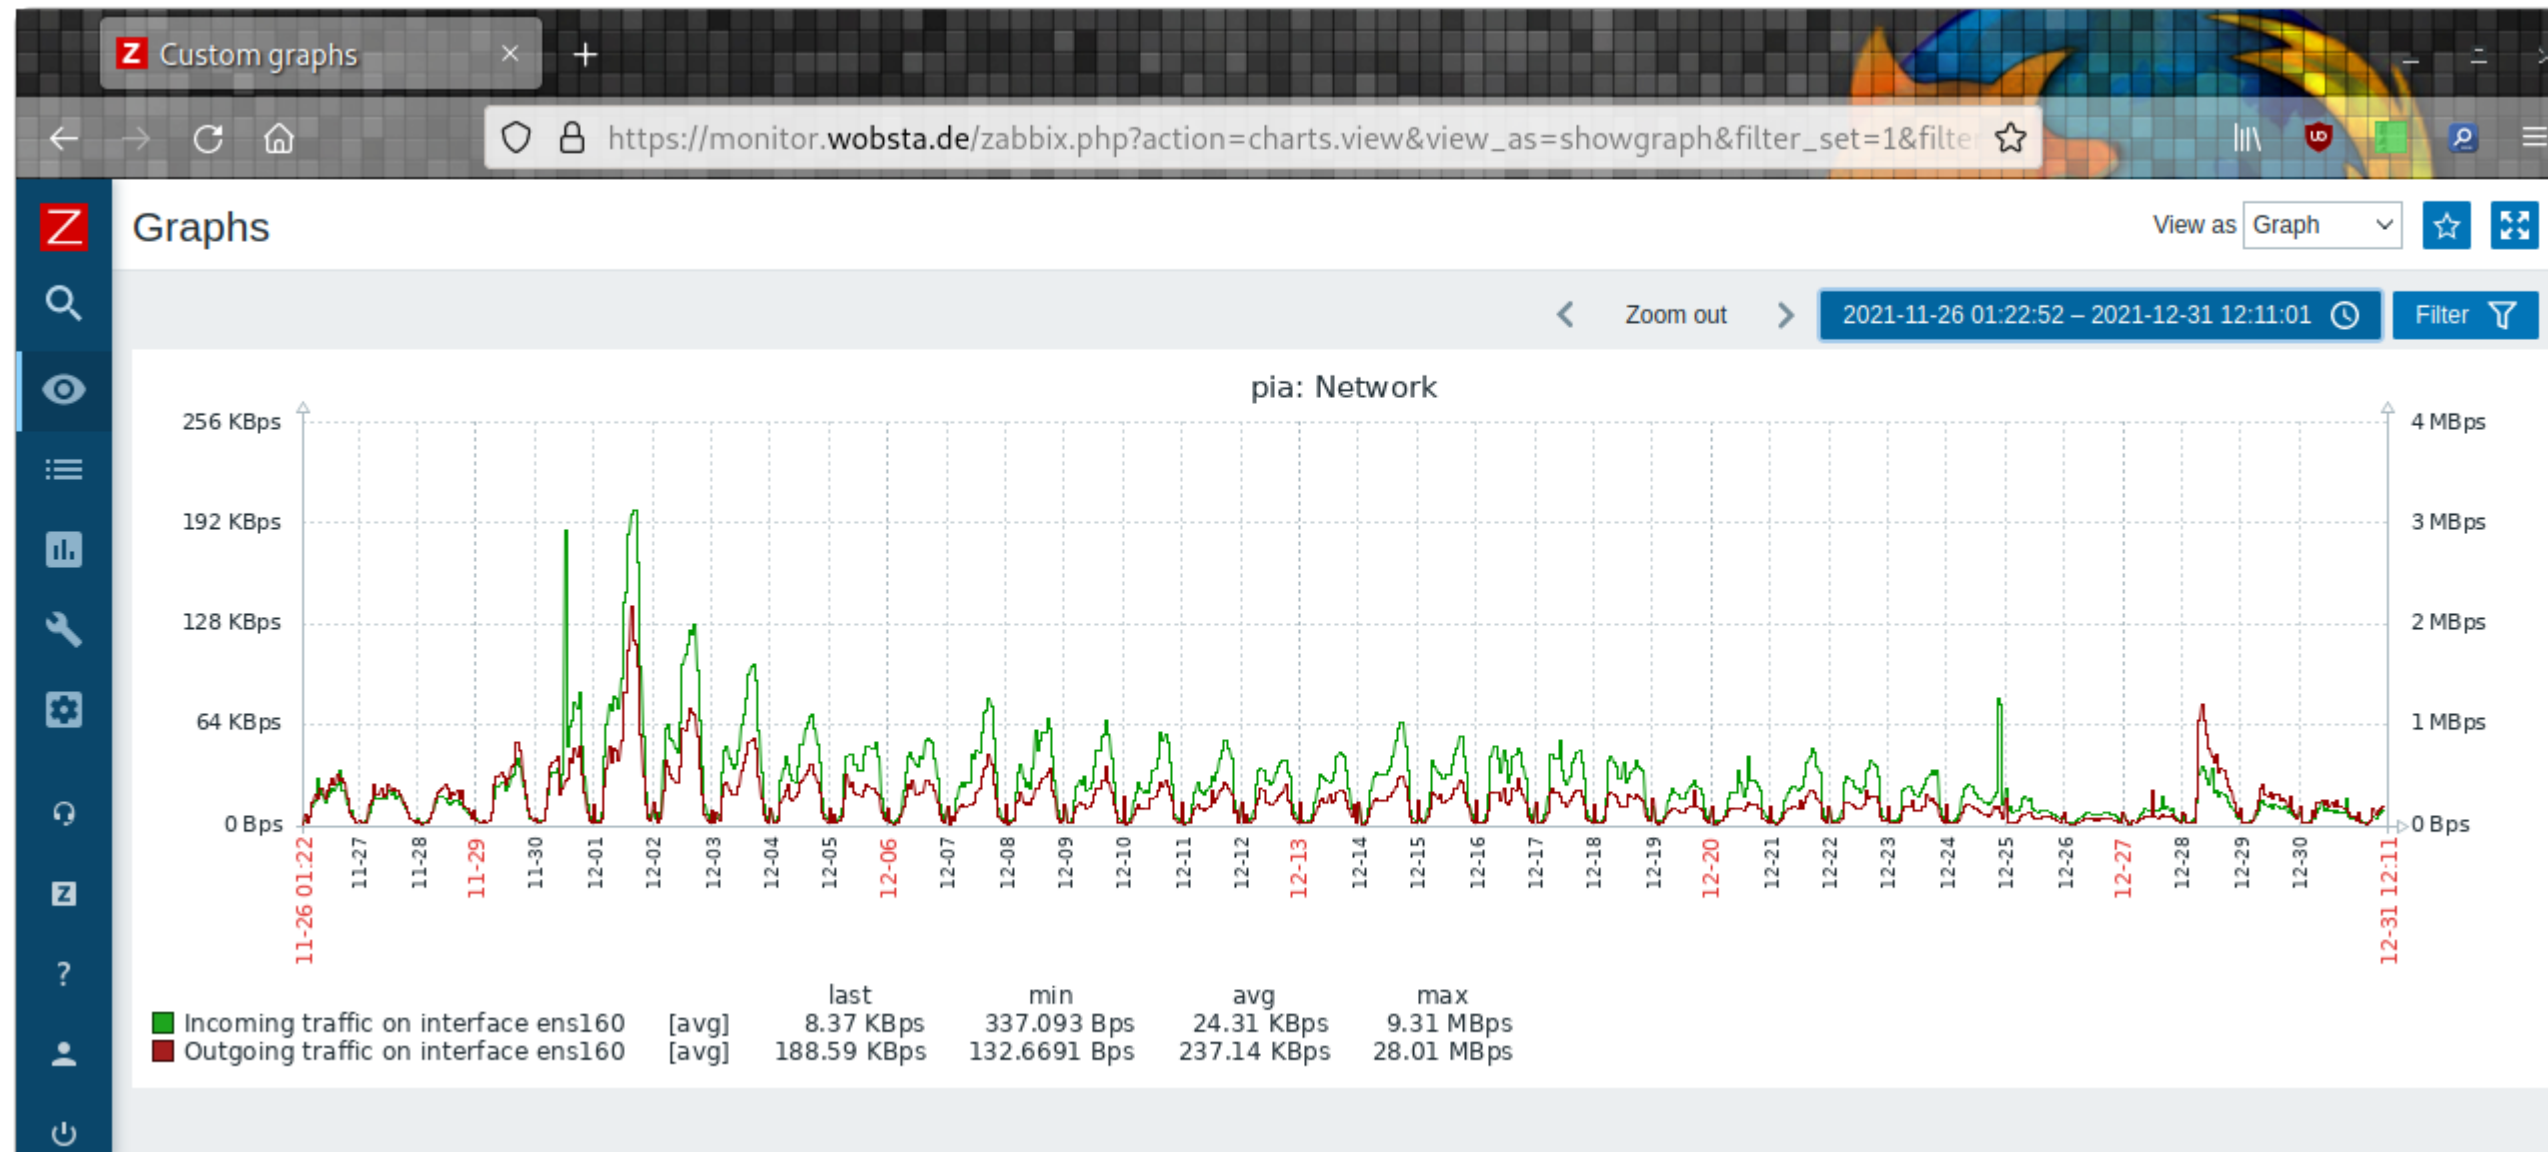 Z Custom graphs × +
https://monitor.wobsta.de/zabbix.php?action=charts.view&view_as=showgraph&filter_set=1&filte
Z
Graphs
View as Graph
Zoom out
2021-11-26 01:22:52 – 2021-12-31 12:11:01
Filter
pia: Network
256 KBps
4 MBps
192 KBps
3 MBps
128 KBps
2 MBps
64 KBps
1 MBps
0 Bps
0 Bps
11-26 01:22
11-27
11-28
11-29
11-30
12-01
12-02
12-03
12-04
12-05
12-06
12-07
12-08
12-09
12-10
12-11
12-12
12-13
12-14
12-15
12-16
12-17
12-18
12-19
12-20
12-21
12-22
12-23
12-24
12-25
12-26
12-27
12-28
12-29
12-30
12-31 12:11
last min avg max
Incoming traffic on interface ens160 [avg] 8.37 KBps 337.093 Bps 24.31 KBps 9.31 MBps
Outgoing traffic on interface ens160 [avg] 188.59 KBps 132.6691 Bps 237.14 KBps 28.01 MBps
Z
?